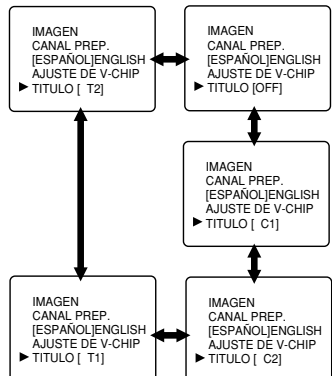 IMAGEN
CANAL PREP.
[ESPAÑOL]ENGLISH
AJUSTE DE V-CHIP
►TITULO [ T2]
IMAGEN
CANAL PREP.
[ESPAÑOL]ENGLISH
AJUSTE DE V-CHIP
►TITULO [OFF]
IMAGEN
CANAL PREP.
[ESPAÑOL]ENGLISH
AJUSTE DE V-CHIP
►TITULO [ C1]
IMAGEN
CANAL PREP.
[ESPAÑOL]ENGLISH
AJUSTE DE V-CHIP
►TITULO [ T1]
IMAGEN
CANAL PREP.
[ESPAÑOL]ENGLISH
AJUSTE DE V-CHIP
►TITULO [ C2]